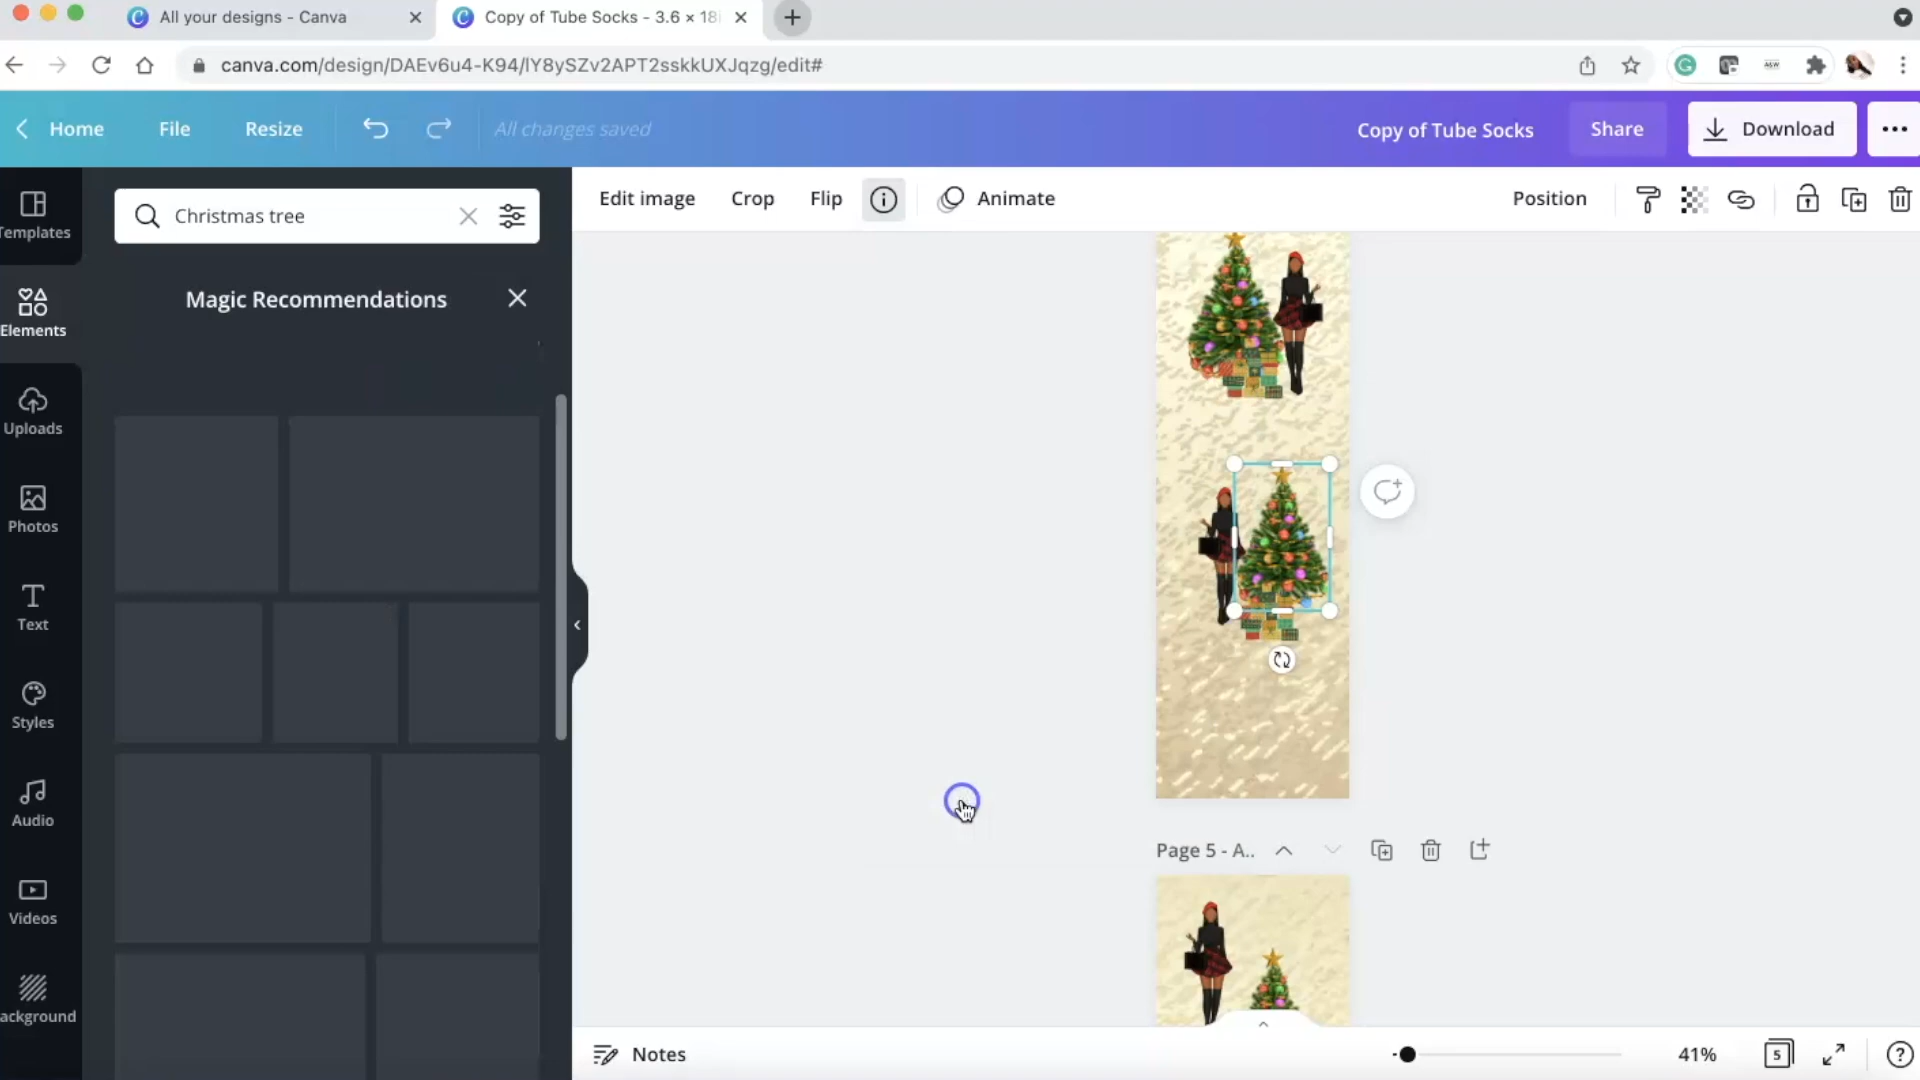 All your designs - Canva
Copy of Tube Socks - 3.6 × 18i
canva.com/design/DAEv6u4-K94/lY8ySZv2APT2sskkUXJqzg/edit#
Home
File
Resize
All changes saved
Copy of Tube Socks
Share
Download
Templates
Christmas tree
Edit image
Crop
Flip
Animate
Position
Elements
Magic Recommendations
Uploads
Photos
Text
Styles
Audio
Videos
ackground
Page 5 - A..
Notes
41%
5